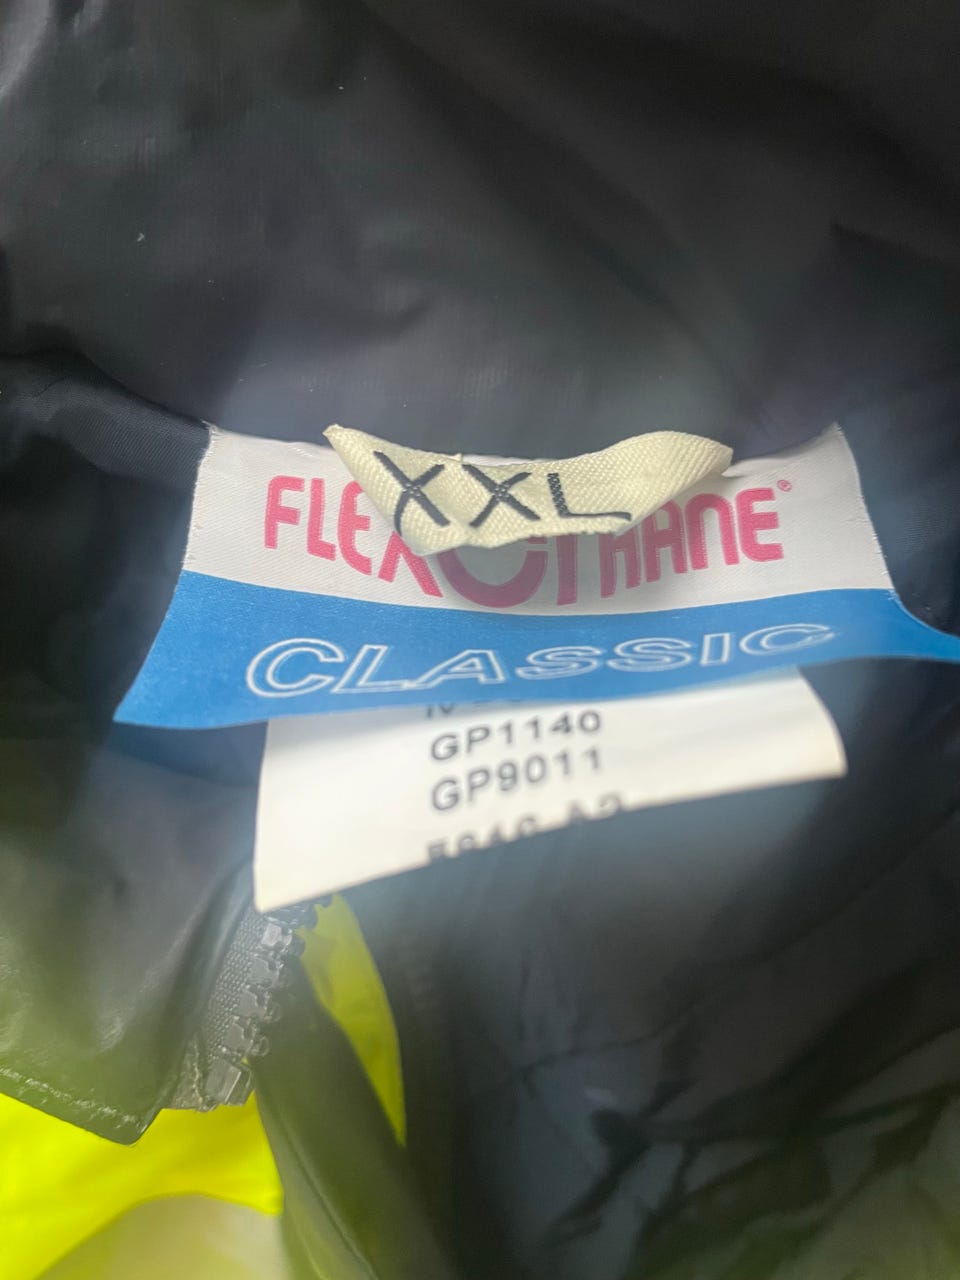 XXL
FLEXOTHANE®
CLASSIC
GP1140
GP9011